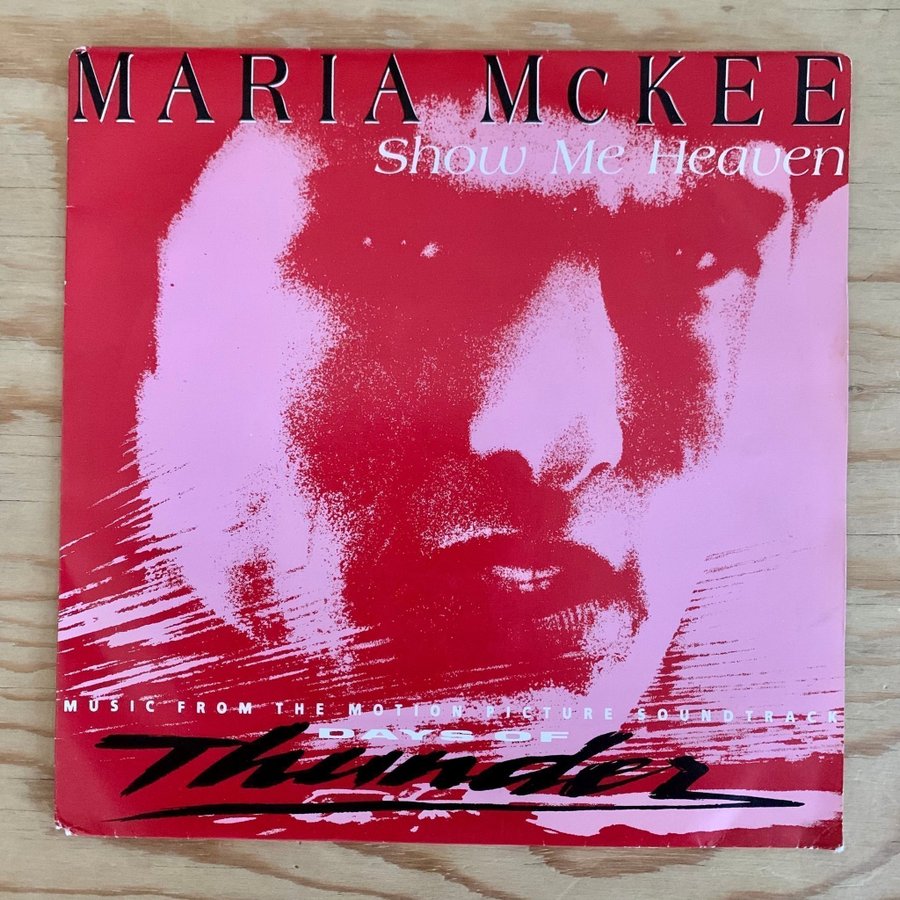 MARIA McKEE
Show Me Heaven
MUSIC FROM THE MOTION PICTURE SOUNDTRACK
DAYS OF
Thunder